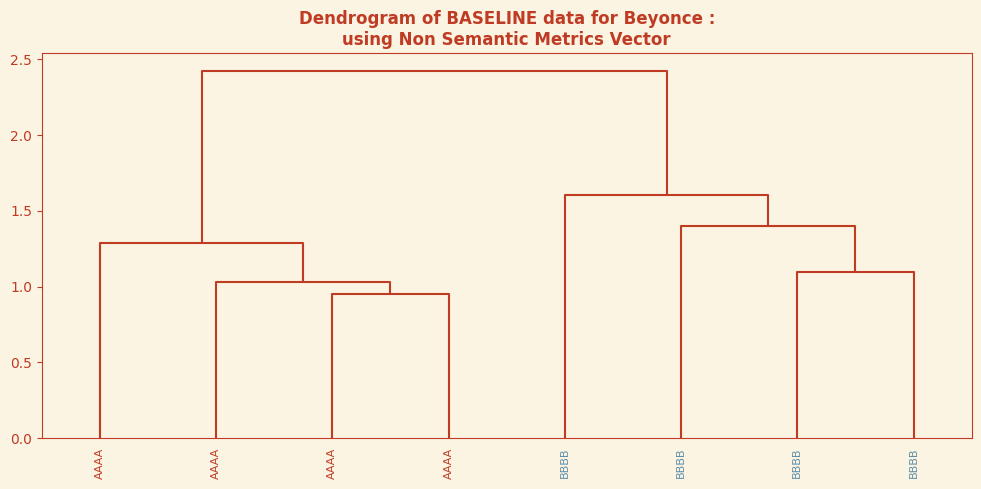 Dendrogram of BASELINE data for Beyonce :
using Non Semantic Metrics Vector
2.5
2.0
1.5
1.0
0.5
0.0
AAAA AAAA AAAA AAAA BBBB BBBB BBBB BBBB